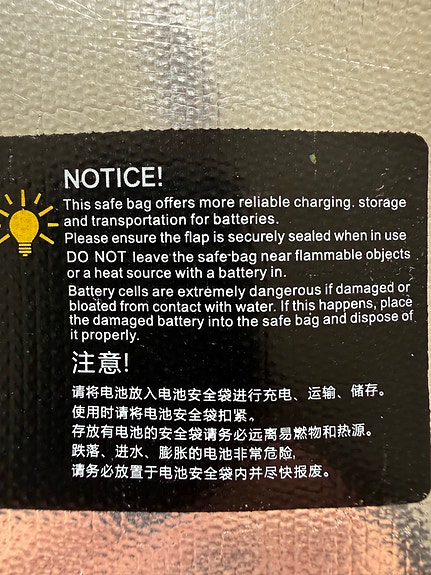 NOTICE!
This safe bag offers more reliable charging. storage
and transportation for batteries.
Please ensure the flap is securely sealed when in use
DO NOT leave the safe-bag near flammable objects
or a heat source with a battery in.
Battery cells are extremely dangerous if damaged or
bloated from contact with water. If this happens, place
the damaged battery into the safe bag and dispose of
it properly.
注意!
请将电池放入电池安全袋进行充电、运输、储存。
使用时请将电池安全袋扣紧。
存放有电池的安全袋请务必远离易燃物和热源。
跌落、进水、膨胀的电池非常危险,
请务必放置于电池安全袋内并尽快报废。